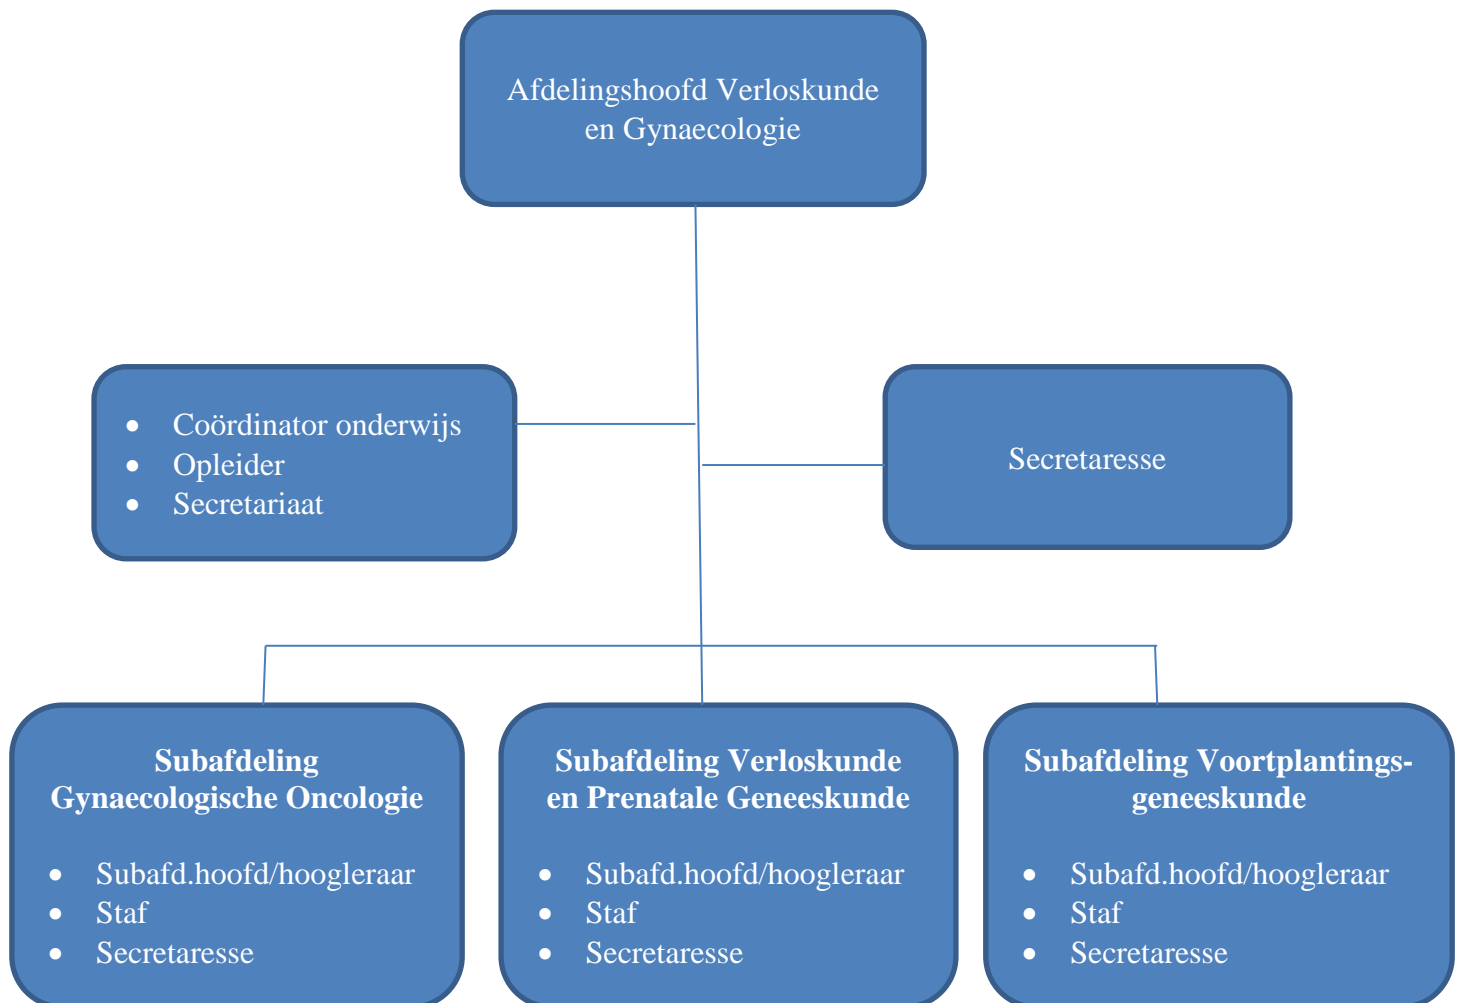 Afdelingshoofd Verloskunde
en Gynaecologie
• Coördinator onderwijs
• Opleider
• Secretariaat
Secretaresse
Subafdeling
Gynaecologische Oncologie
• Subafd.hoofd/hoogleraar
• Staf
• Secretaresse
Subafdeling Verloskunde
en Prenatale Geneeskunde
• Subafd.hoofd/hoogleraar
• Staf
• Secretaresse
Subafdeling Voortplantings-
geneeskunde
• Subafd.hoofd/hoogleraar
• Staf
• Secretaresse